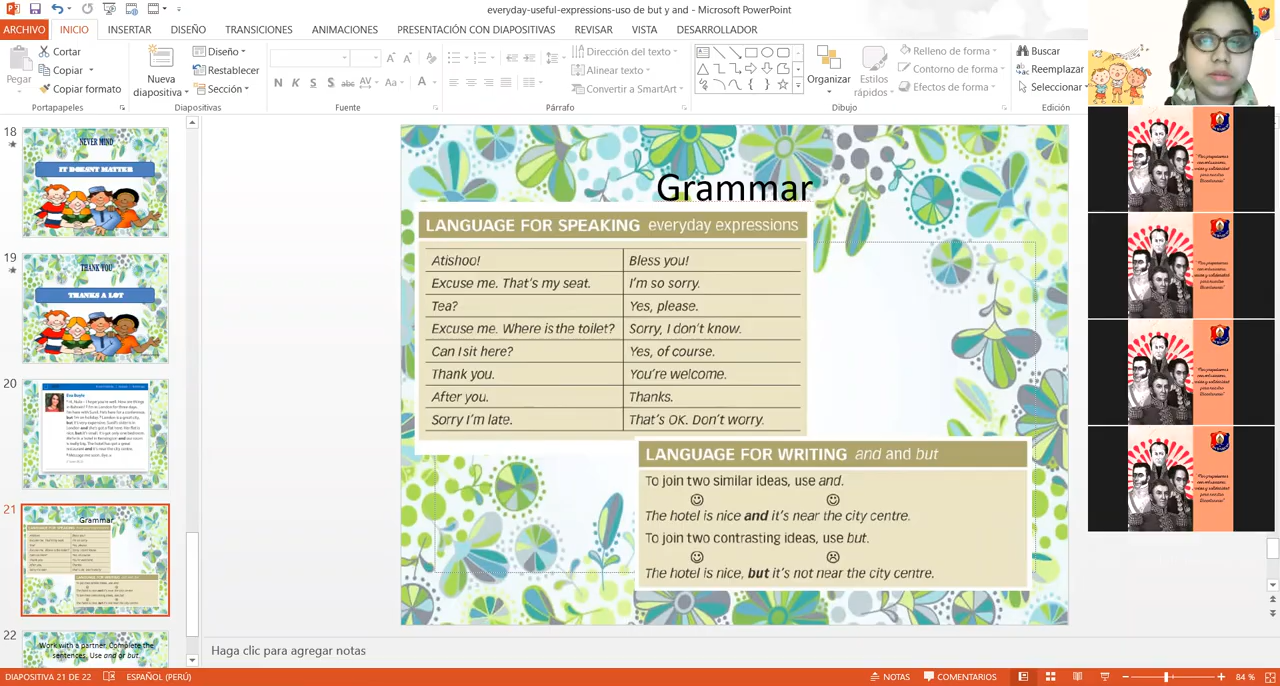 everyday-useful-expressions-uso de but y and - Microsoft PowerPoint
ARCHIVO INICIO INSERTAR DISEÑO TRANSICIONES ANIMACIONES PRESENTACIÓN CON DIAPOSITIVAS REVISAR VISTA DESARROLLADOR
Pegar
Cortar
Copiar
Copiar formato
Portapapeles
Nueva
diapositiva
Diseño
Restablecer
Sección
Diapositivas
N K S S abc AV Aa A
Fuente
Dirección del texto
Alinear texto
Convertir a SmartArt
Párrafo
Organizar
Estilos
rápidos
Relleno de forma
Contorno de forma
Efectos de forma
Dibujo
Buscar
Reemplazar
Seleccionar
Edición
18
NEVER MIND
IT DOESNT MATTER
19
THANK YOU
THANKS A LOT
20
21
Grammar
22
Work with a partner. Complete the
sentences. Use and or but.
Grammar
LANGUAGE FOR SPEAKING everyday expressions
Atishoo! Bless you!
Excuse me. That's my seat. I'm so sorry.
Tea? Yes, please.
Excuse me. Where is the toilet? Sorry, I don't know.
Can I sit here? Yes, of course.
Thank you. You're welcome.
After you. Thanks.
Sorry I'm late. That's OK. Don't worry.
LANGUAGE FOR WRITING and and but
To join two similar ideas, use and.
The hotel is nice and it's near the city centre.
To join two contrasting ideas, use but.
The hotel is nice, but it's not near the city centre.
Haga clic para agregar notas
DIAPOSITIVA 21 DE 22 ESPAÑOL (PERÚ) NOTAS COMENTARIOS 84 %